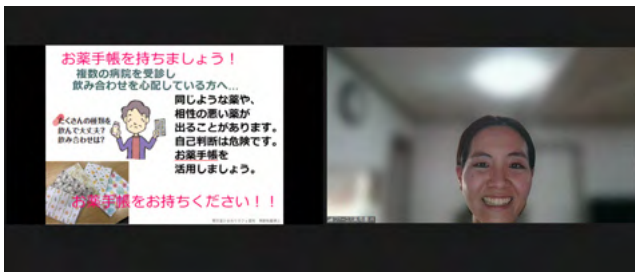 お薬手帳を持ちましょう！
複数の病院を受診し
飲み合わせを心配している方へ…
たくさんの種類を
飲んで大丈夫？
飲み合わせは？
同じような薬や、
相性の悪い薬が
出ることがあります。
自己判断は危険です。
お薬手帳を
活用しましょう。
お薬手帳をお持ちください！！